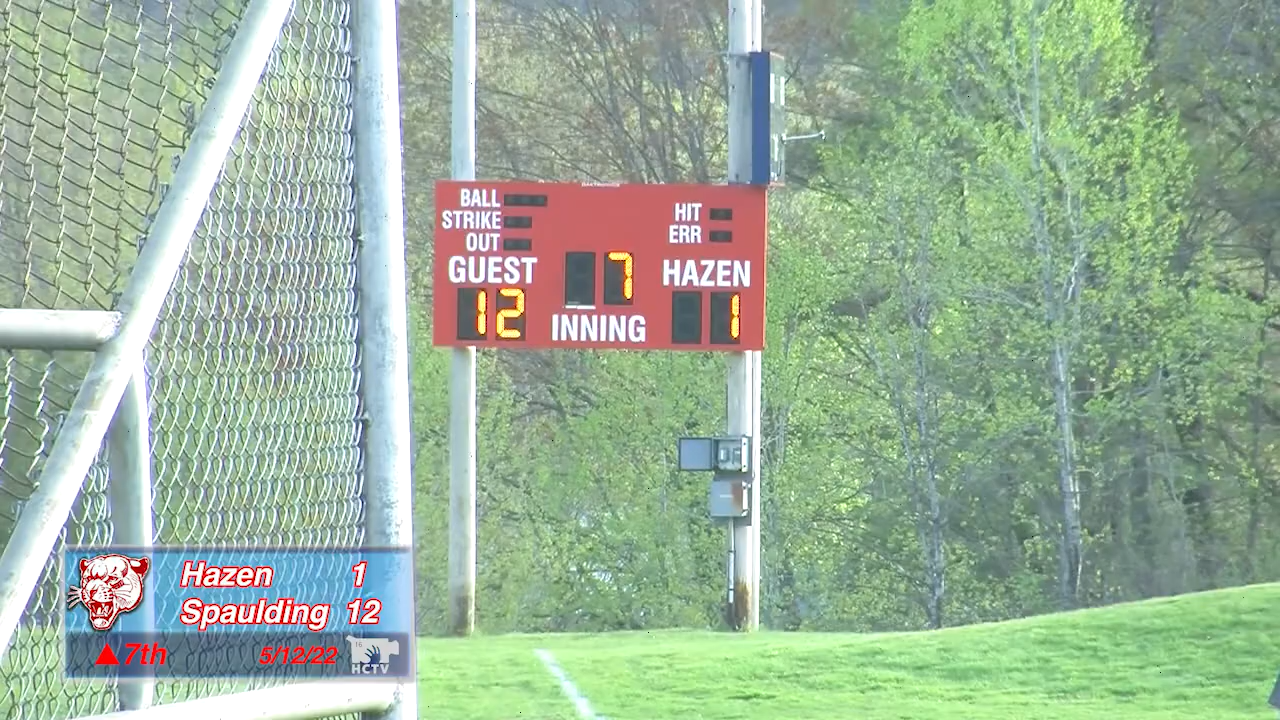 BALL
STRIKE
OUT
HIT
ERR
GUEST
7
HAZEN
12
INNING
1
Hazen 1
Spaulding 12
7th 5/12/22
16
HCTV